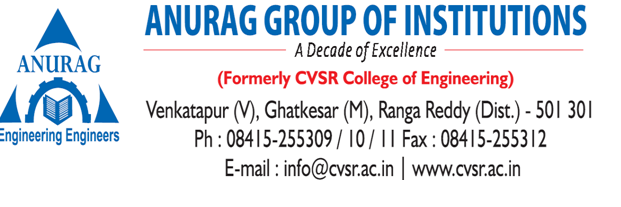 ANURAG
Engineering Engineers
ANURAG GROUP OF INSTITUTIONS
A Decade of Excellence
(Formerly CVSR College of Engineering)
Venkatapur (V), Ghatkesar (M), Ranga Reddy (Dist.) - 501 301
Ph : 08415-255309 / 10 / 11 Fax : 08415-255312
E-mail : info@cvsr.ac.in | www.cvsr.ac.in